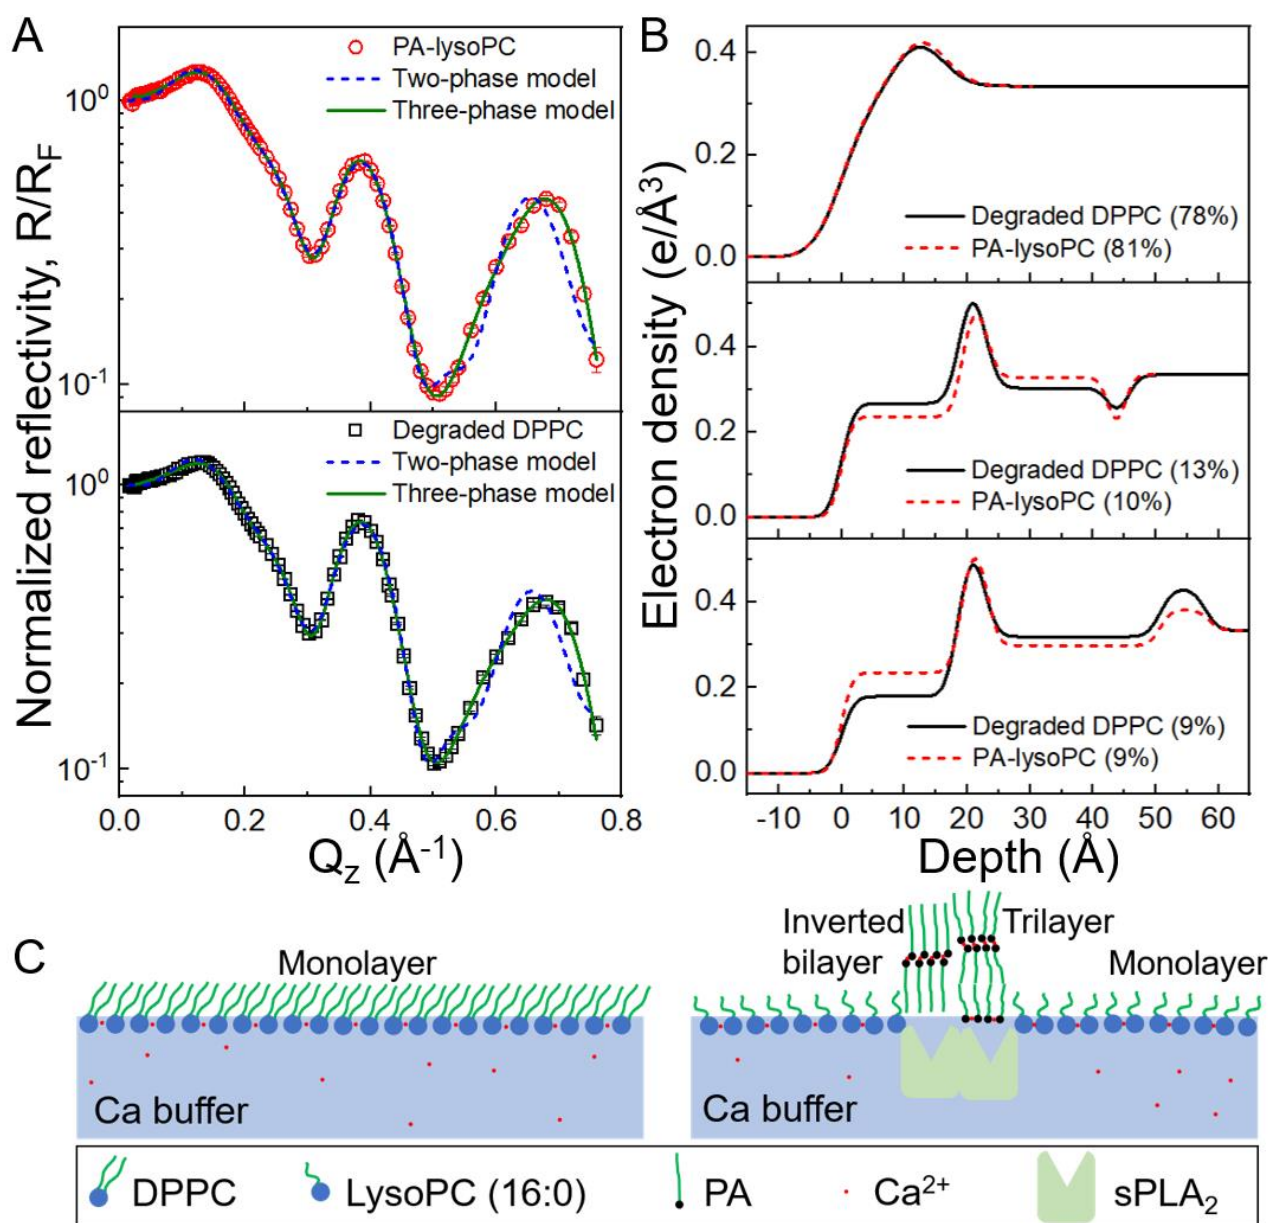 A
PA-lysoPC
Two-phase model
Three-phase model
10⁰
10⁻¹
Degraded DPPC
Two-phase model
Three-phase model
10⁰
10⁻¹
0.0 0.2 0.4 0.6 0.8
Q_z (Å⁻¹)
Normalized reflectivity, R/R_F
B
0.4
0.2
0.0
Degraded DPPC (78%)
PA-lysoPC (81%)
0.4
0.2
0.0
Degraded DPPC (13%)
PA-lysoPC (10%)
0.4
0.2
0.0
Degraded DPPC (9%)
PA-lysoPC (9%)
-10 0 10 20 30 40 50 60
Depth (Å)
Electron density (e/Å³)
C
Monolayer
Ca buffer
Inverted
bilayer
Trilayer
Monolayer
Ca buffer
DPPC LysoPC (16:0) PA Ca²⁺ sPLA₂